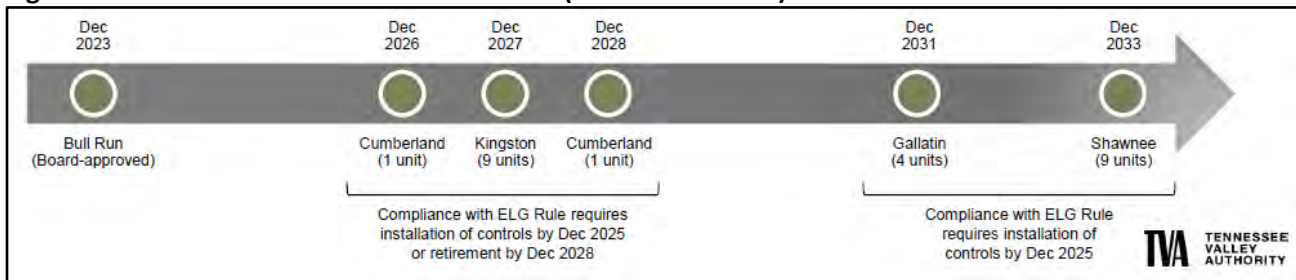 Dec
2023
Dec
2026
Dec
2027
Dec
2028
Dec
2031
Dec
2033
Bull Run
(Board-approved)
Cumberland
(1 unit)
Kingston
(9 units)
Cumberland
(1 unit)
Gallatin
(4 units)
Shawnee
(9 units)
Compliance with ELG Rule requires
installation of controls by Dec 2025
or retirement by Dec 2028
Compliance with ELG Rule
requires installation of
controls by Dec 2025
TVA
TENNESSEE
VALLEY
AUTHORITY